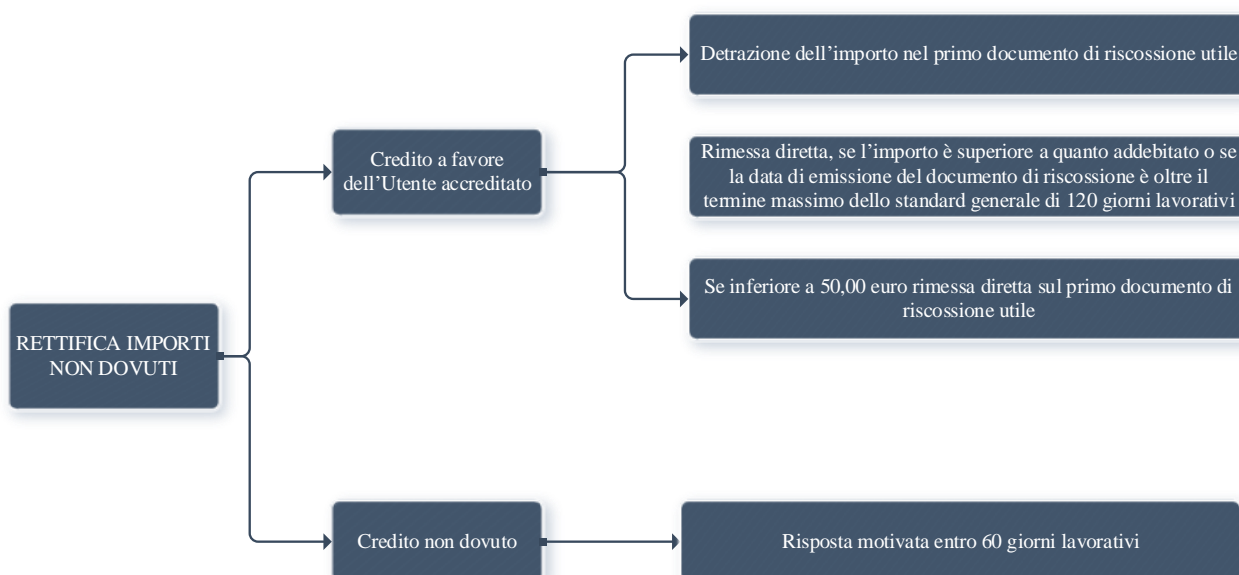 Detrazione dell’importo nel primo documento di riscossione utile
Credito a favore
dell’Utente accreditato
Rimessa diretta, se l’importo è superiore a quanto addebitato o se
la data di emissione del documento di riscossione è oltre il
termine massimo dello standard generale di 120 giorni lavorativi
Se inferiore a 50,00 euro rimessa diretta sul primo documento di
riscossione utile
RETTIFICA IMPORTI
NON DOVUTI
Credito non dovuto
Risposta motivata entro 60 giorni lavorativi